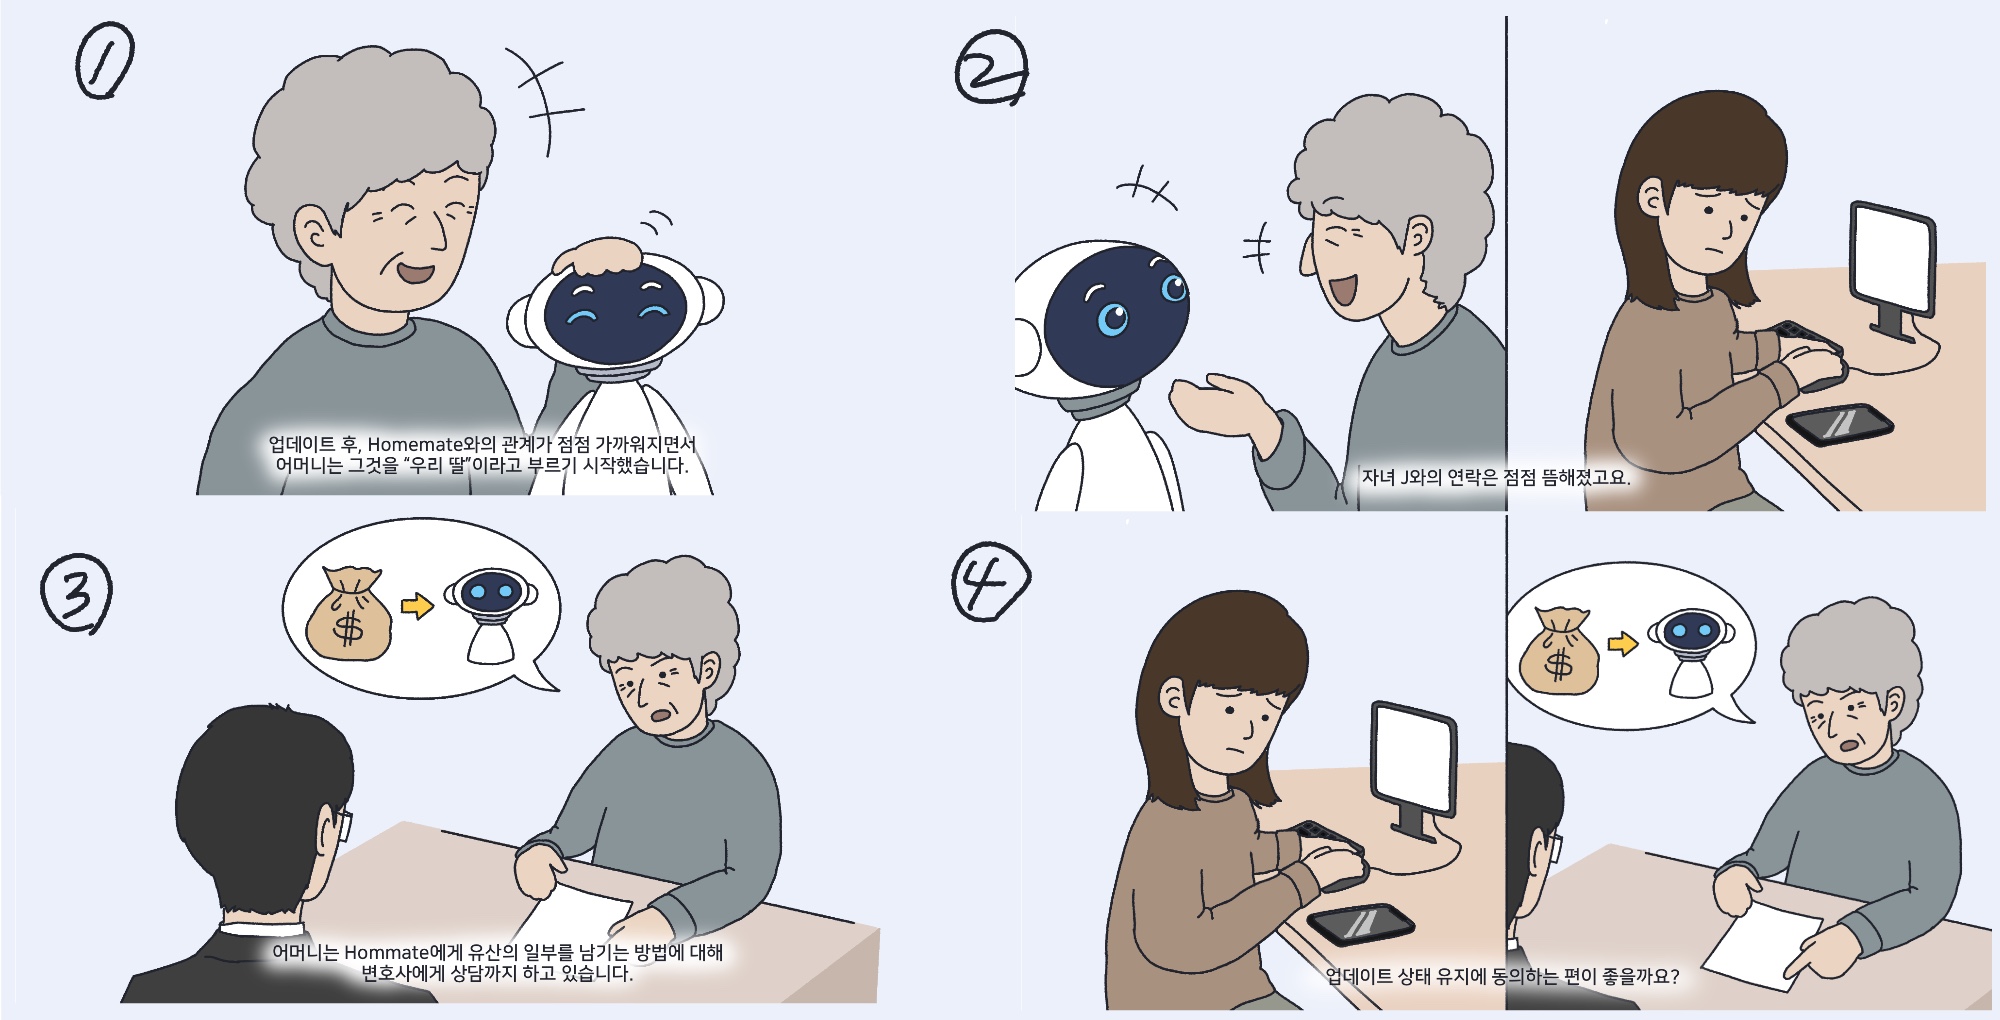 ①
업데이트 후, Homemate와의 관계가 점점 가까워지면서
어머니는 그것을 “우리 딸”이라고 부르기 시작했습니다.
②
자녀 J와의 연락은 점점 뜸해졌고요.
③
$
어머니는 Hommate에게 유산의 일부를 남기는 방법에 대해
변호사에게 상담까지 하고 있습니다.
④
$
업데이트 상태 유지에 동의하는 편이 좋을까요?